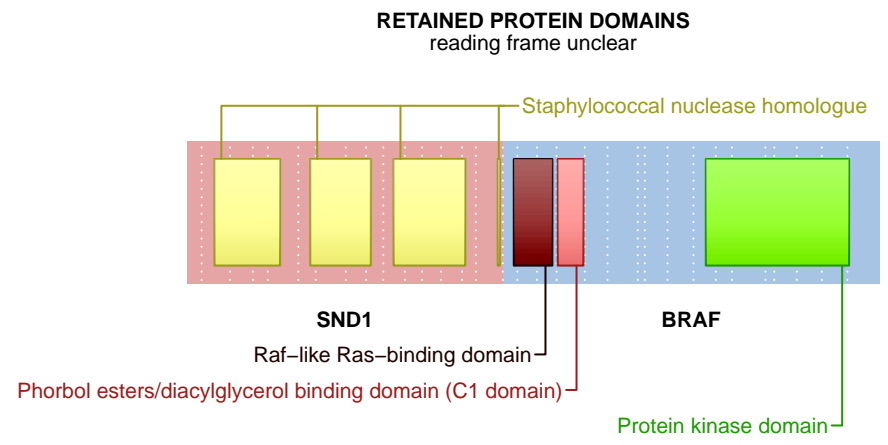 RETAINED PROTEIN DOMAINS
reading frame unclear
Staphylococcal nuclease homologue
SND1
BRAF
Raf−like Ras−binding domain
Phorbol esters/diacylglycerol binding domain (C1 domain)
Protein kinase domain